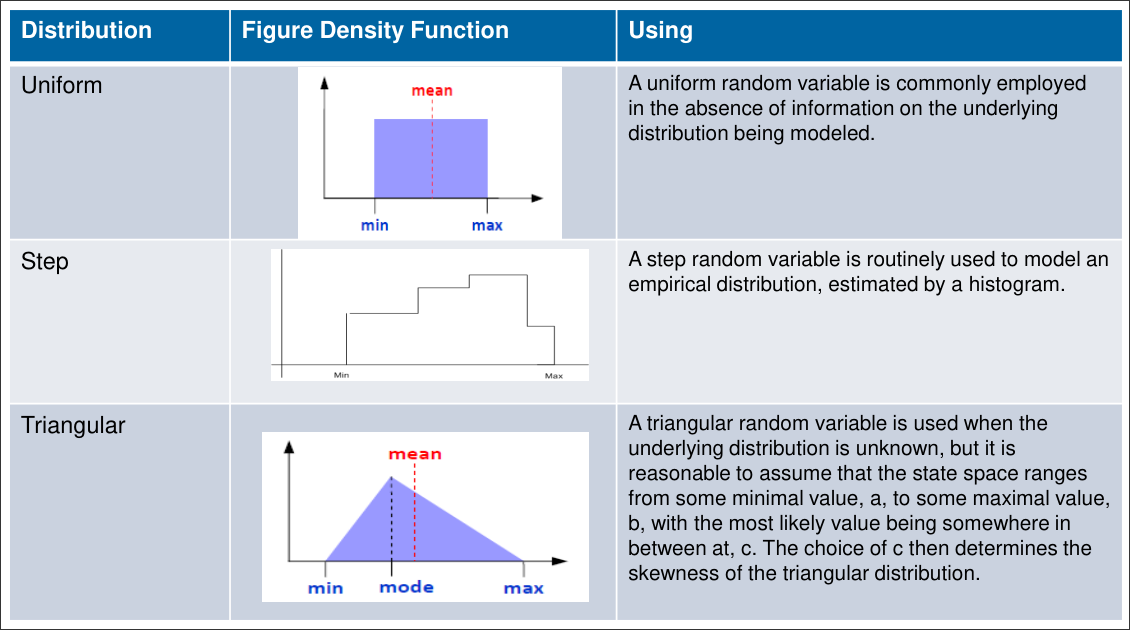 Distribution
Figure Density Function
Using
Uniform
mean
min
max
A uniform random variable is commonly employed
in the absence of information on the underlying
distribution being modeled.
Step
Min
Max
A step random variable is routinely used to model an
empirical distribution, estimated by a histogram.
Triangular
mean
min
mode
max
A triangular random variable is used when the
underlying distribution is unknown, but it is
reasonable to assume that the state space ranges
from some minimal value, a, to some maximal value,
b, with the most likely value being somewhere in
between at, c. The choice of c then determines the
skewness of the triangular distribution.